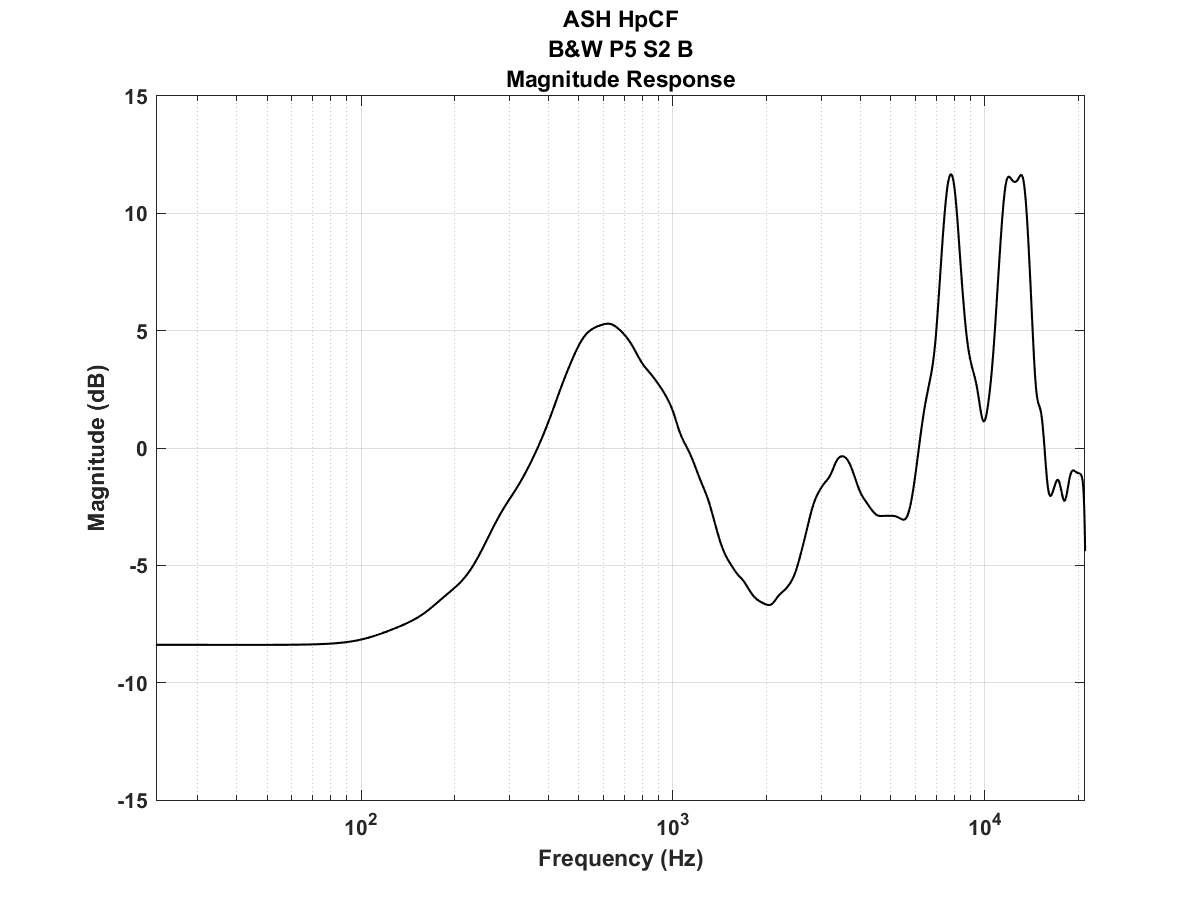 ASH HpCF
B&W P5 S2 B
Magnitude Response
15
10
5
0
-5
-10
-15
Magnitude (dB)
10² 10³ 10⁴
Frequency (Hz)